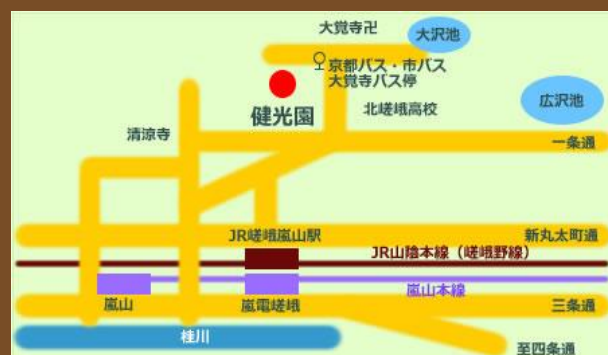 大覚寺卍
大沢池
京都バス・市バス
大覚寺バス停
広沢池
健光園
北嵯峨高校
清涼寺
一条通
JR嵯峨嵐山駅
新丸太町通
JR山陰本線（嵯峨野線）
嵐山本線
嵐山
嵐電嵯峨
三条通
桂川
至四条通